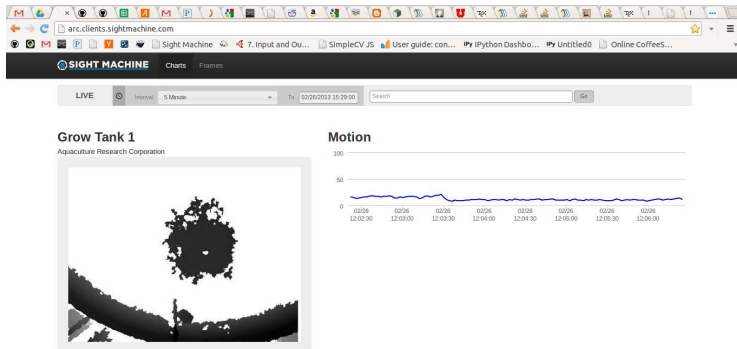 arc.clients.sightmachine.com
Sight Machine
7. Input and Ou...
SimpleCV JS
User guide: con...
IPython Dashbo...
Untitled0
Online CoffeeS...
SIGHT MACHINE
Charts
Frames
LIVE
Interval
5 Minute
To
02/26/2013 15:29:00
Search
Go
Grow Tank 1
Aquaculture Research Corporation
Motion
100
50
0
02/26 02/26 02/26 02/26 02/26 02/26 02/26 02/26
12:02:30 12:03:00 12:03:30 12:04:00 12:04:30 12:05:00 12:05:30 12:06:00